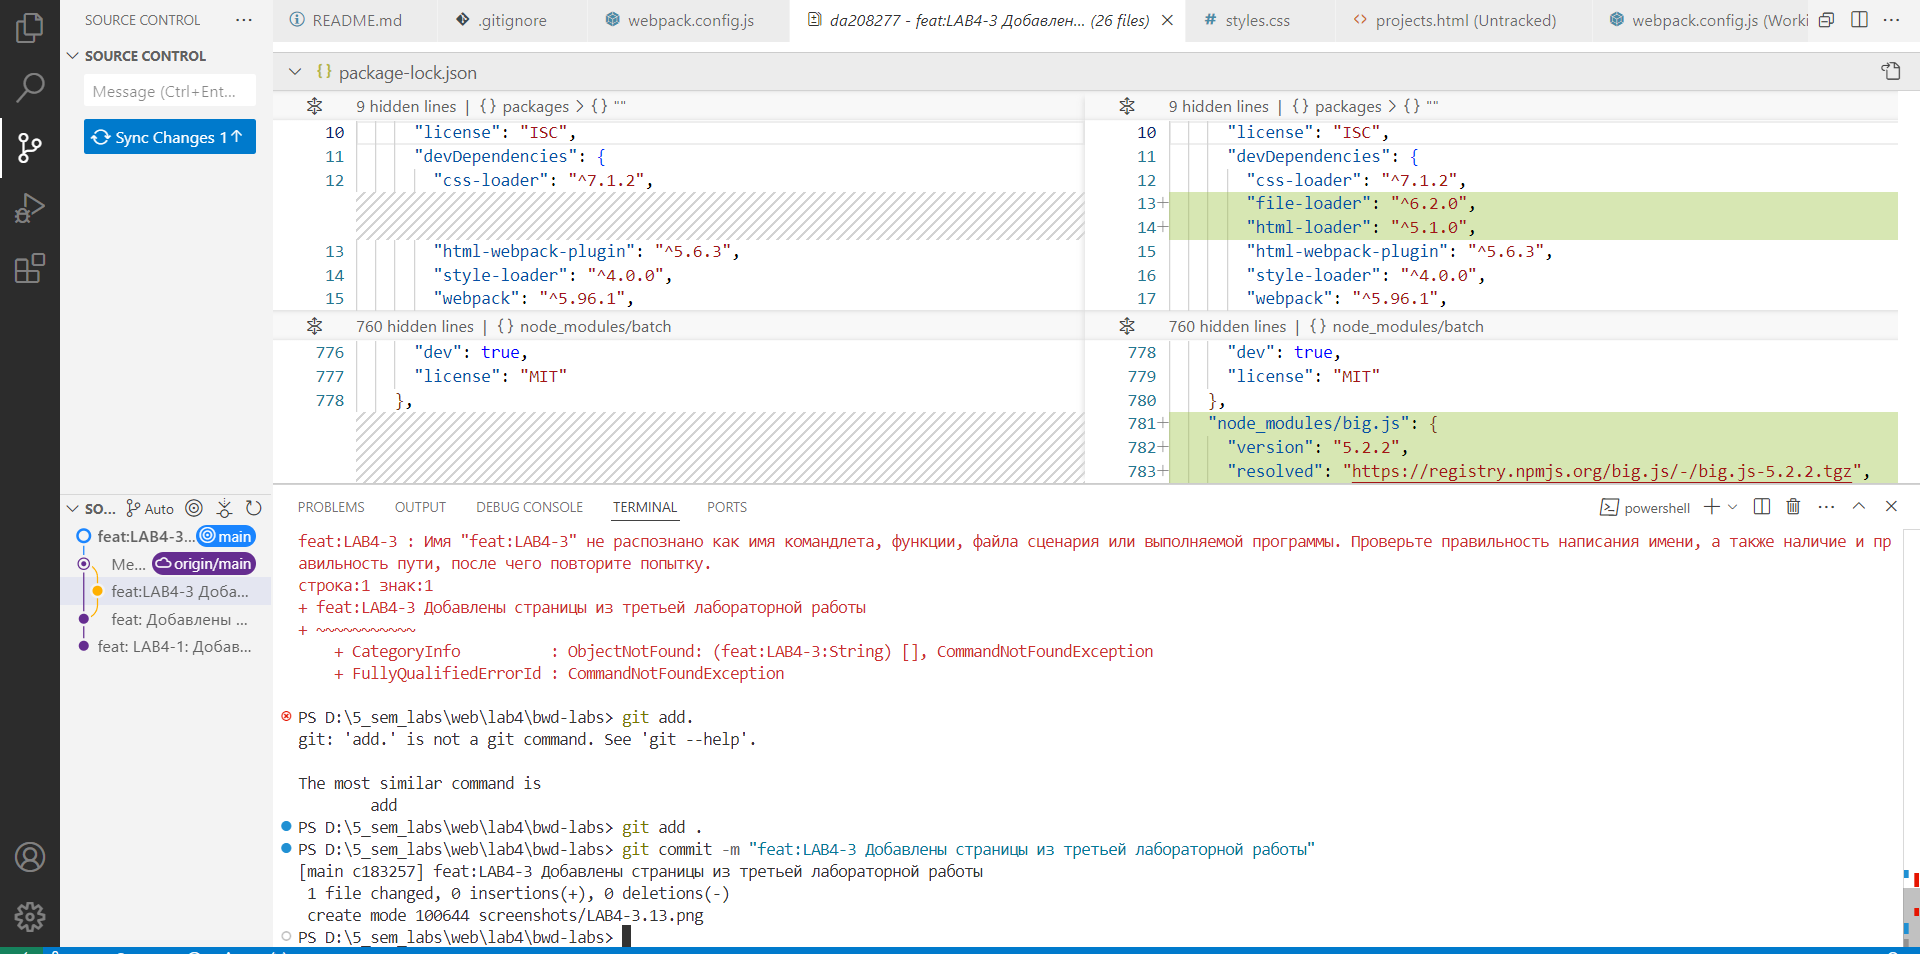 SOURCE CONTROL ···
README.md
.gitignore
webpack.config.js
da208277 - feat:LAB4-3 Добавлен... (26 files)
# styles.css
<> projects.html (Untracked)
webpack.config.js (Worki
SOURCE CONTROL
Message (Ctrl+Ent...
Sync Changes 1↑
{} package-lock.json
9 hidden lines | {} packages > {} ""
10 "license": "ISC",
11 "devDependencies": {
12 "css-loader": "^7.1.2",
13 "html-webpack-plugin": "^5.6.3",
14 "style-loader": "^4.0.0",
15 "webpack": "^5.96.1",
760 hidden lines | {} node_modules/batch
776 "dev": true,
777 "license": "MIT"
778 },
9 hidden lines | {} packages > {} ""
10 "license": "ISC",
11 "devDependencies": {
12 "css-loader": "^7.1.2",
13+ "file-loader": "^6.2.0",
14+ "html-loader": "^5.1.0",
15 "html-webpack-plugin": "^5.6.3",
16 "style-loader": "^4.0.0",
17 "webpack": "^5.96.1",
760 hidden lines | {} node_modules/batch
778 "dev": true,
779 "license": "MIT"
780 },
781+ "node_modules/big.js": {
782+ "version": "5.2.2",
783+ "resolved": "https://registry.npmjs.org/big.js/-/big.js-5.2.2.tgz",
SO... Auto
feat:LAB4-3... main
Me... origin/main
feat:LAB4-3 Доба...
feat: Добавлены ...
feat: LAB4-1: Добав...
PROBLEMS OUTPUT DEBUG CONSOLE TERMINAL PORTS
powershell
feat:LAB4-3 : Имя "feat:LAB4-3" не распознано как имя командлета, функции, файла сценария или выполняемой программы. Проверьте правильность написания имени, а также наличие и пр
авильность пути, после чего повторите попытку.
строка:1 знак:1
+ feat:LAB4-3 Добавлены страницы из третьей лабораторной работы
+ ~~~~~~~~~~~
+ CategoryInfo : ObjectNotFound: (feat:LAB4-3:String) [], CommandNotFoundException
+ FullyQualifiedErrorId : CommandNotFoundException
PS D:\5_sem_labs\web\lab4\bwd-labs> git add.
git: 'add.' is not a git command. See 'git --help'.
The most similar command is
add
PS D:\5_sem_labs\web\lab4\bwd-labs> git add .
PS D:\5_sem_labs\web\lab4\bwd-labs> git commit -m "feat:LAB4-3 Добавлены страницы из третьей лабораторной работы"
[main c183257] feat:LAB4-3 Добавлены страницы из третьей лабораторной работы
1 file changed, 0 insertions(+), 0 deletions(-)
create mode 100644 screenshots/LAB4-3.13.png
PS D:\5_sem_labs\web\lab4\bwd-labs>